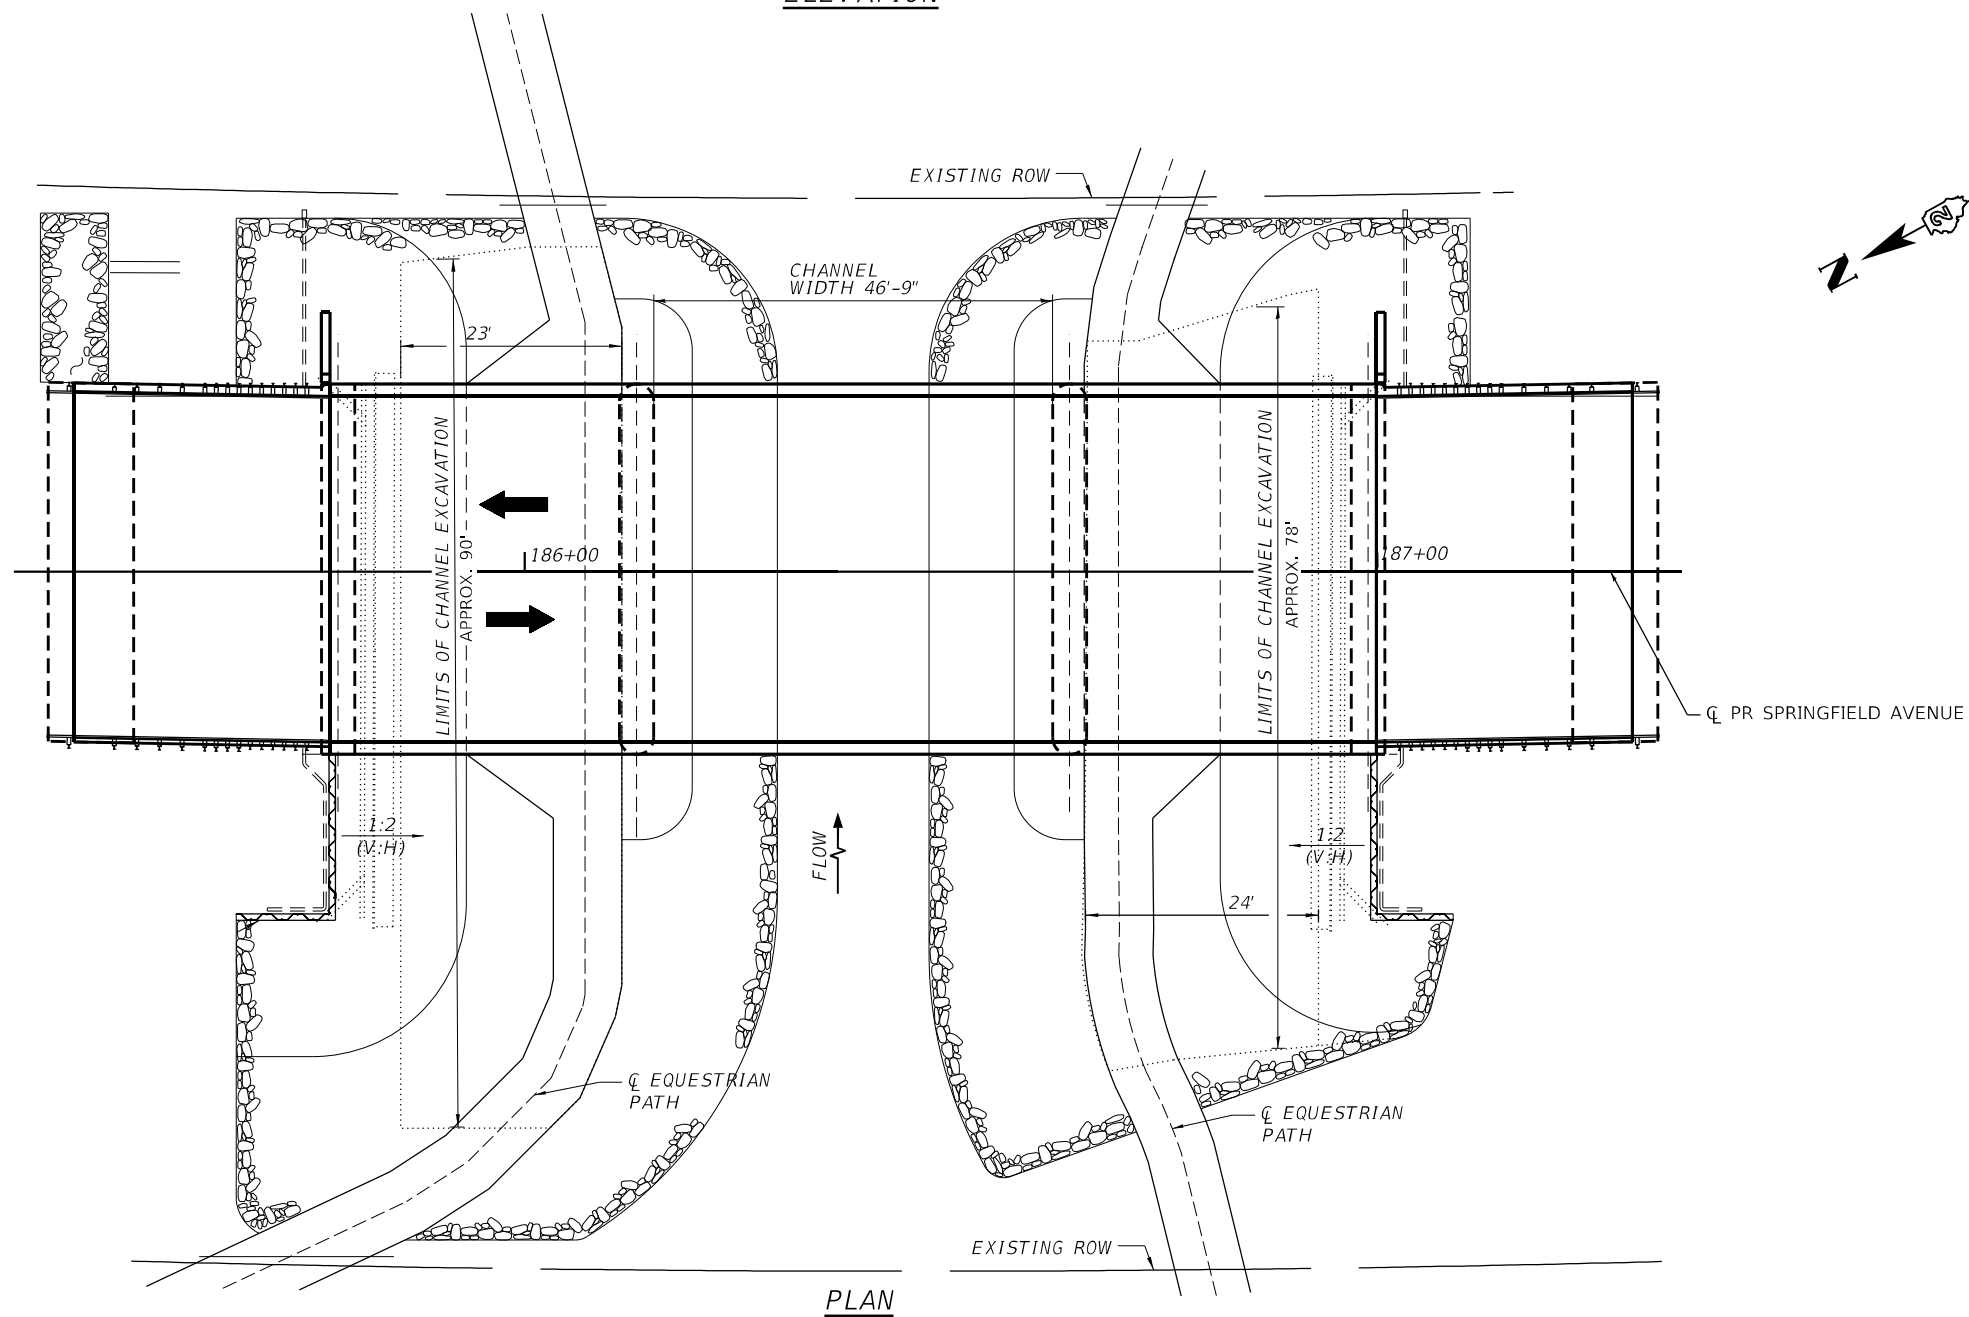 ELEVATION
EXISTING ROW
CHANNEL
WIDTH 46'-9"
23'
N
2
LIMITS OF CHANNEL EXCAVATION
APPROX. 90'
186+00
LIMITS OF CHANNEL EXCAVATION
APPROX. 78'
187+00
℄ PR SPRINGFIELD AVENUE
1:2
(V:H)
FLOW
1:2
(V:H)
24'
℄ EQUESTRIAN
PATH
℄ EQUESTRIAN
PATH
EXISTING ROW
PLAN